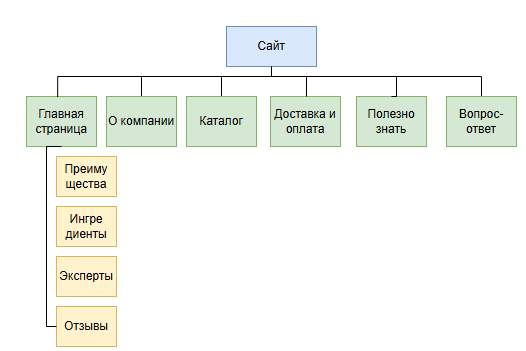 Сайт
Главная
страница
О компании
Каталог
Доставка и
оплата
Полезно
знать
Вопрос-
ответ
Преиму
щества
Ингре
диенты
Эксперты
Отзывы